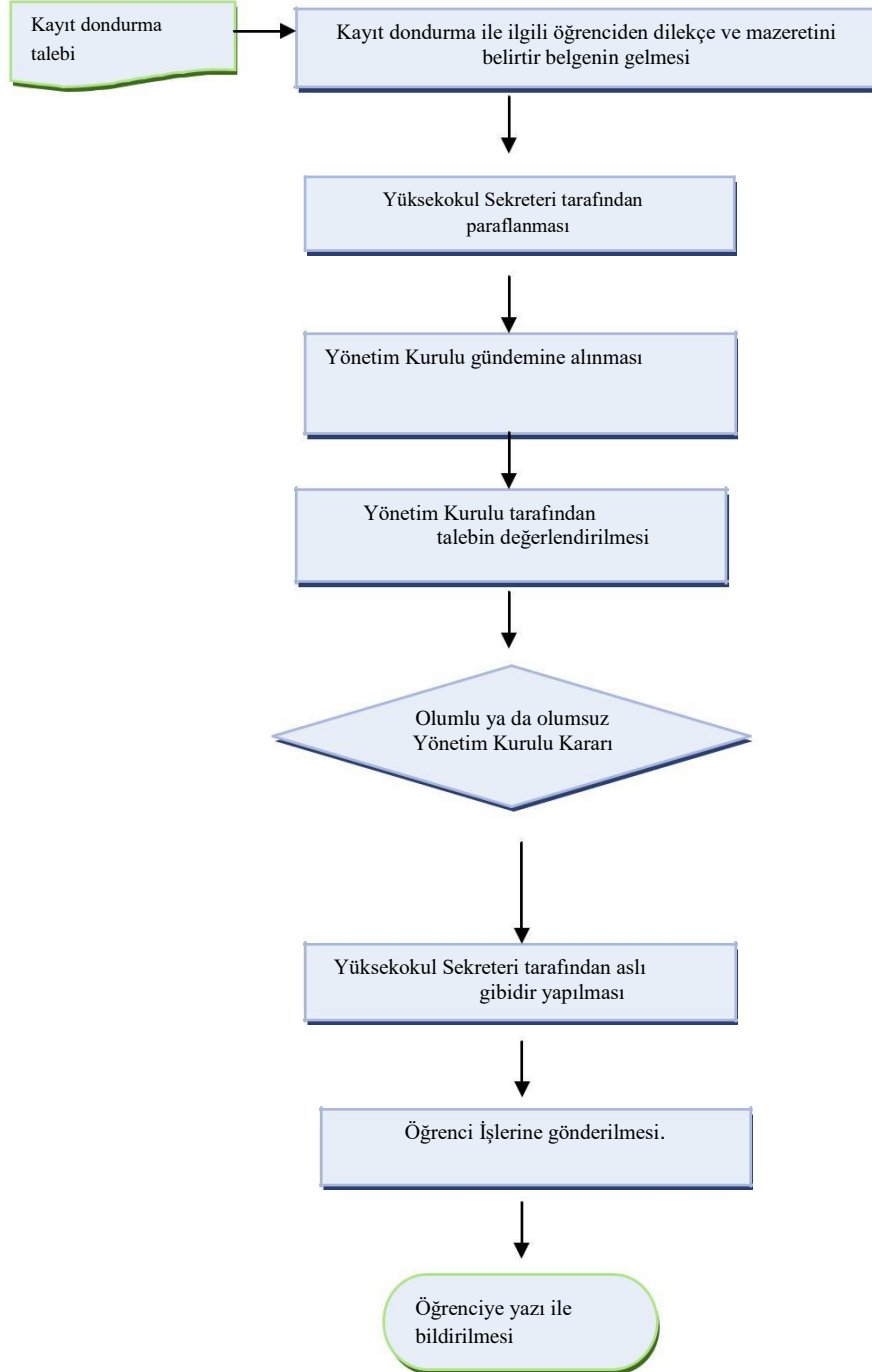 Kayıt dondurma
talebi
Kayıt dondurma ile ilgili öğrenciden dilekçe ve mazeretini
belirtir belgenin gelmesi
Yüksekokul Sekreteri tarafından
paraflanması
Yönetim Kurulu gündemine alınması
Yönetim Kurulu tarafından
talebin değerlendirilmesi
Olumlu ya da olumsuz
Yönetim Kurulu Kararı
Yüksekokul Sekreteri tarafından aslı
gibidir yapılması
Öğrenci İşlerine gönderilmesi.
Öğrenciye yazı ile
bildirilmesi